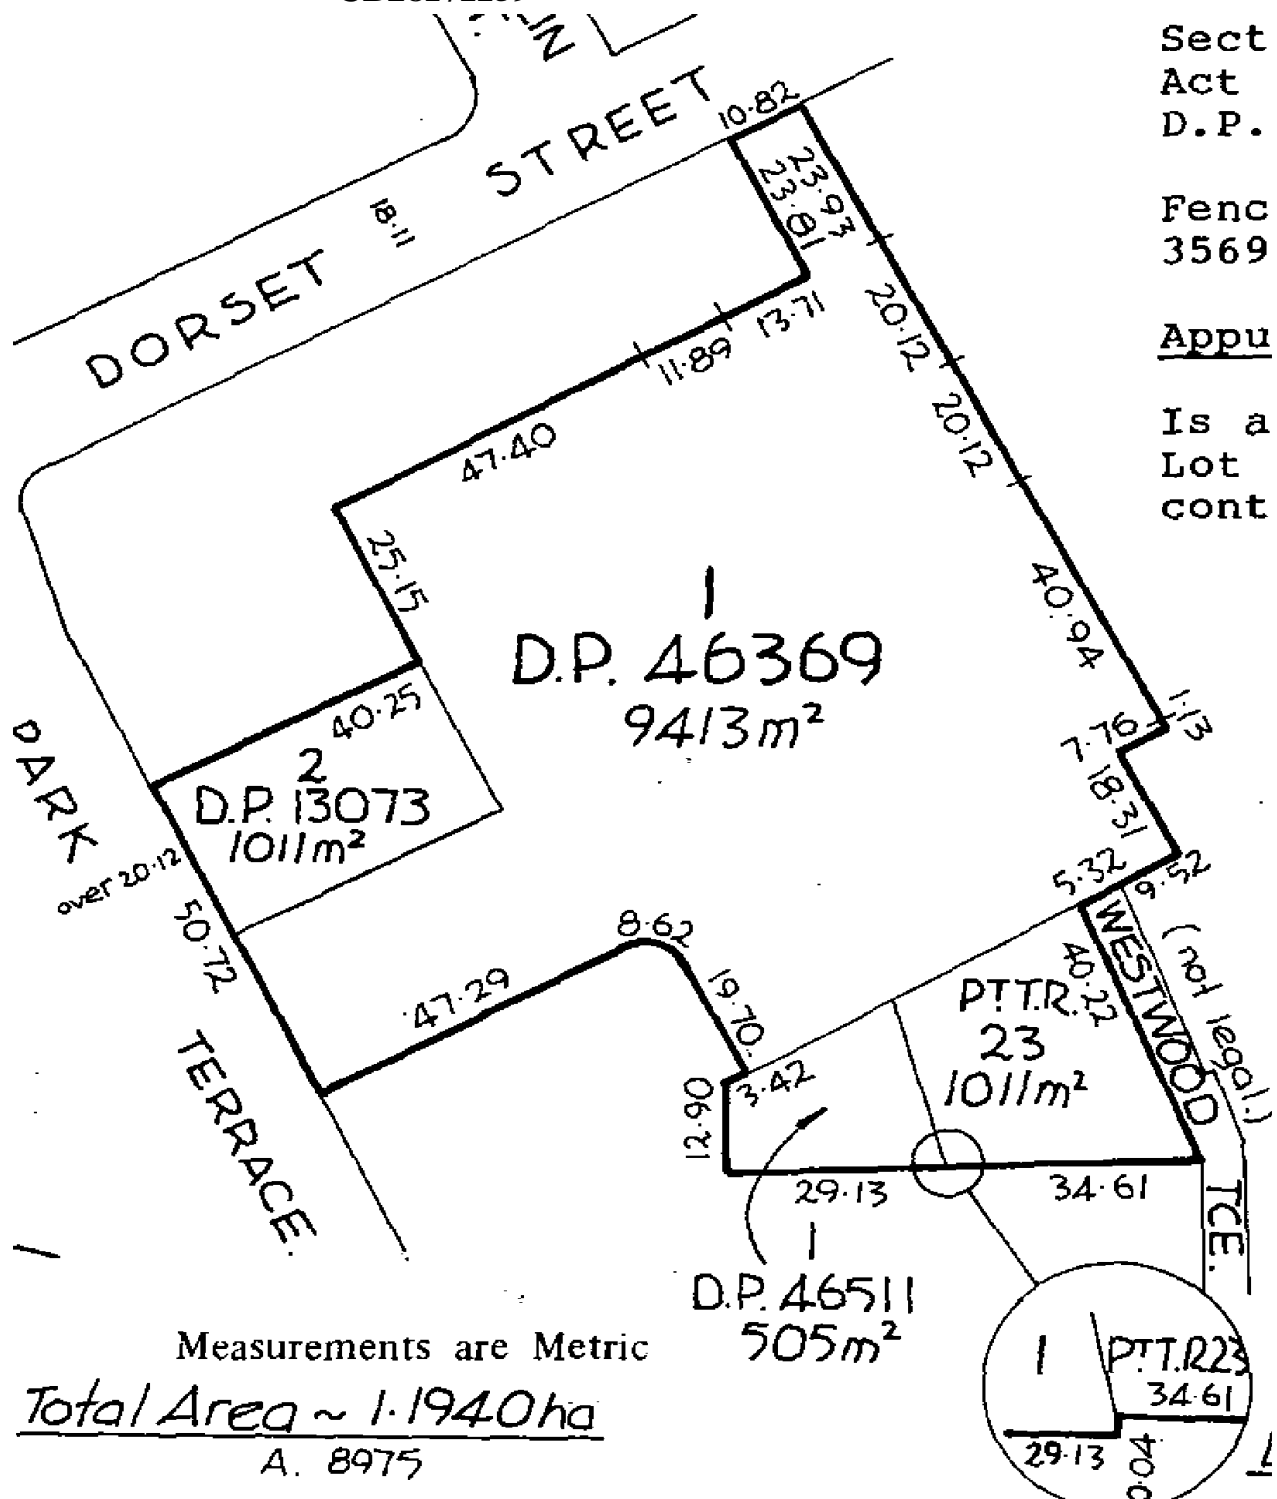 Sect
Act
D.P.
Fenc
3569
Appu
Is a
Lot
cont
DORSET STREET
18·11
10·82
23·93
23·81
20·12
20·12
13·71
11·89
47·40
25·15
40·94
1
D.P. 46369
9413m²
1·13
7·76
18·31
5·32
9·52
40·25
2
D.P. 13073
1011m²
PARK TERRACE.
over 20·12
50·72
47·29
8·62
19·70
3·42
12·90
40·22
WESTWOOD TCE.
(not legal.)
PT.T.R.
23
1011m²
29·13
34·61
1
D.P. 46511
505m²
1
PT.T.R.23
34·61
29·13
0·04
Measurements are Metric
Total Area ~ 1·1940ha
A. 8975